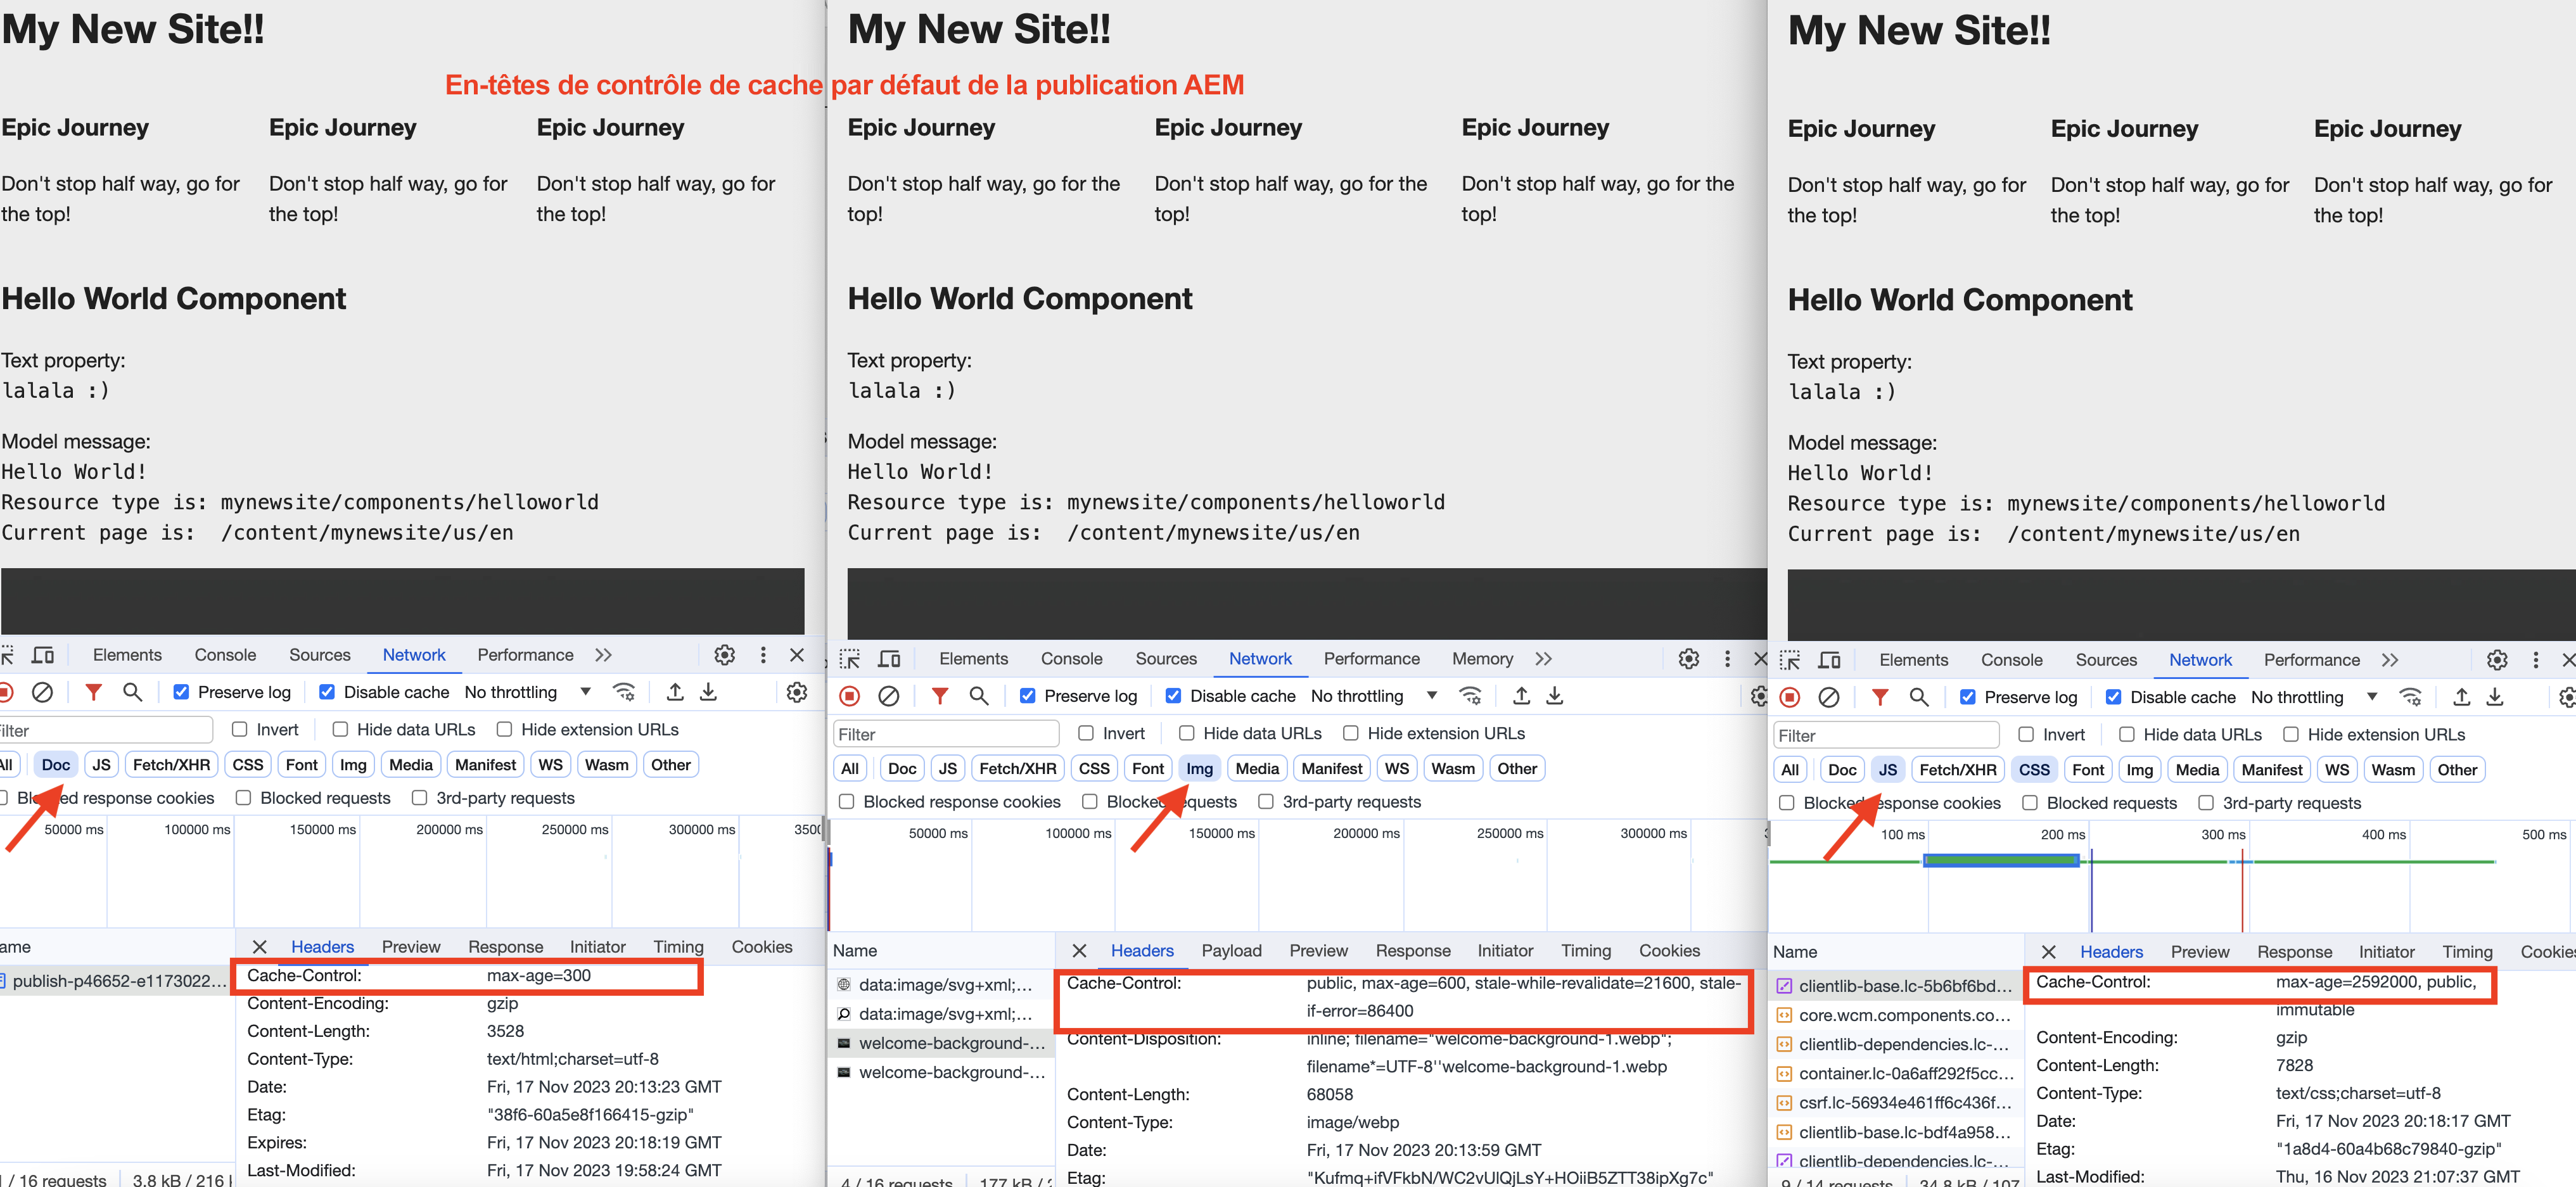 My New Site!!
En-têtes de contrôle de cache par défaut de la publication AEM
Epic Journey Epic Journey Epic Journey
Don't stop half way, go for the top! Don't stop half way, go for the top! Don't stop half way, go for the top!
Hello World Component
Text property:
lalala :)
Model message:
Hello World!
Resource type is: mynewsite/components/helloworld
Current page is: /content/mynewsite/us/en
Elements Console Sources Network Performance
Preserve log Disable cache No throttling
Invert Hide data URLs Hide extension URLs
Doc JS Fetch/XHR CSS Font Img Media Manifest WS Wasm Other
response cookies Blocked requests 3rd-party requests
50000 ms 100000 ms 150000 ms 200000 ms 250000 ms 300000 ms
Headers Preview Response Initiator Timing Cookies
publish-p46652-e1173022...
Cache-Control: max-age=300
Content-Encoding: gzip
Content-Length: 3528
Content-Type: text/html;charset=utf-8
Date: Fri, 17 Nov 2023 20:13:23 GMT
Etag: "38f6-60a5e8f166415-gzip"
Expires: Fri, 17 Nov 2023 20:18:19 GMT
Last-Modified: Fri, 17 Nov 2023 19:58:24 GMT
/ 16 requests 3.8 kB / 216
My New Site!!
Epic Journey Epic Journey Epic Journey
Don't stop half way, go for the top! Don't stop half way, go for the top! Don't stop half way, go for the top!
Hello World Component
Text property:
lalala :)
Model message:
Hello World!
Resource type is: mynewsite/components/helloworld
Current page is: /content/mynewsite/us/en
Elements Console Sources Network Performance Memory
Preserve log Disable cache No throttling
Filter Invert Hide data URLs Hide extension URLs
All Doc JS Fetch/XHR CSS Font Img Media Manifest WS Wasm Other
Blocked response cookies Blocked requests 3rd-party requests
50000 ms 100000 ms 150000 ms 200000 ms 250000 ms 300000 ms
Name Headers Payload Preview Response Initiator Timing Cookies
data:image/svg+xml;...
data:image/svg+xml;...
welcome-background-...
welcome-background-...
Cache-Control: public, max-age=600, stale-while-revalidate=21600, stale-
if-error=86400
Content-Disposition: inline; filename="welcome-background-1.webp";
filename*=UTF-8''welcome-background-1.webp
Content-Length: 68058
Content-Type: image/webp
Date: Fri, 17 Nov 2023 20:13:59 GMT
Etag: "Kufmq+ifVFkbN/WC2vUlQjLsY+HOiiB5ZTT38ipXg7c"
4 / 16 requests 177 kB /
My New Site!!
Epic Journey Epic Journey Epic Journey
Don't stop half way, go for the top! Don't stop half way, go for the top! Don't stop half way, go for the top!
Hello World Component
Text property:
lalala :)
Model message:
Hello World!
Resource type is: mynewsite/components/helloworld
Current page is: /content/mynewsite/us/en
Elements Console Sources Network Performance
Preserve log Disable cache No throttling
Filter Invert Hide data URLs Hide extension URLs
All Doc JS Fetch/XHR CSS Font Img Media Manifest WS Wasm Other
Blocked response cookies Blocked requests 3rd-party requests
100 ms 200 ms 300 ms 400 ms 500 ms
Name Headers Preview Response Initiator Timing
clientlib-base.lc-5b6bf6bd...
core.wcm.components.co...
clientlib-dependencies.lc-...
container.lc-0a6aff292f5cc...
csrf.lc-56934e461ff6c436f...
clientlib-base.lc-bdf4a958...
clientlib-dependencies.lc-...
Cache-Control: max-age=2592000, public,
immutable
Content-Encoding: gzip
Content-Length: 7828
Content-Type: text/css;charset=utf-8
Date: Fri, 17 Nov 2023 20:18:17 GMT
Etag: "1a8d4-60a4b68c79840-gzip"
Last-Modified: Thu, 16 Nov 2023 21:07:37 GMT
9 / 14 requests 34.8 kB / 107